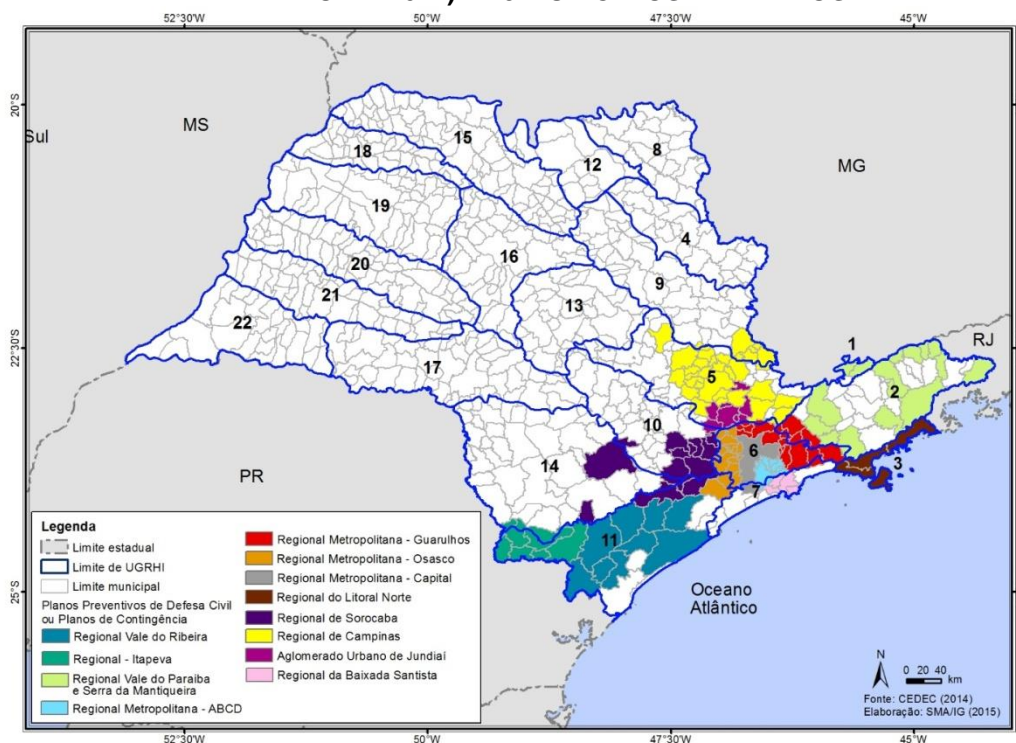 52°30'W 50°W 47°30'W 45°W
20°S
22°30'S
25°S
Sul
MS
MG
RJ
PR
15
18
12
8
19
4
16
20
9
21
13
22
17
1
5
2
10
6
3
14
7
11
Oceano
Atlântico
Legenda
Limite estadual
Limite de UGRHI
Limite municipal
Planos Preventivos de Defesa Civil
ou Planos de Contingência
Regional Vale do Ribeira
Regional - Itapeva
Regional Vale do Paraiba
e Serra da Mantiqueira
Regional Metropolitana - ABCD
Regional Metropolitana - Guarulhos
Regional Metropolitana - Osasco
Regional Metropolitana - Capital
Regional do Litoral Norte
Regional de Sorocaba
Regional de Campinas
Aglomerado Urbano de Jundiaí
Regional da Baixada Santista
N
0 20 40
km
Fonte: CEDEC (2014)
Elaboração: SMA/IG (2015)
52°30'W 50°W 47°30'W 45°W